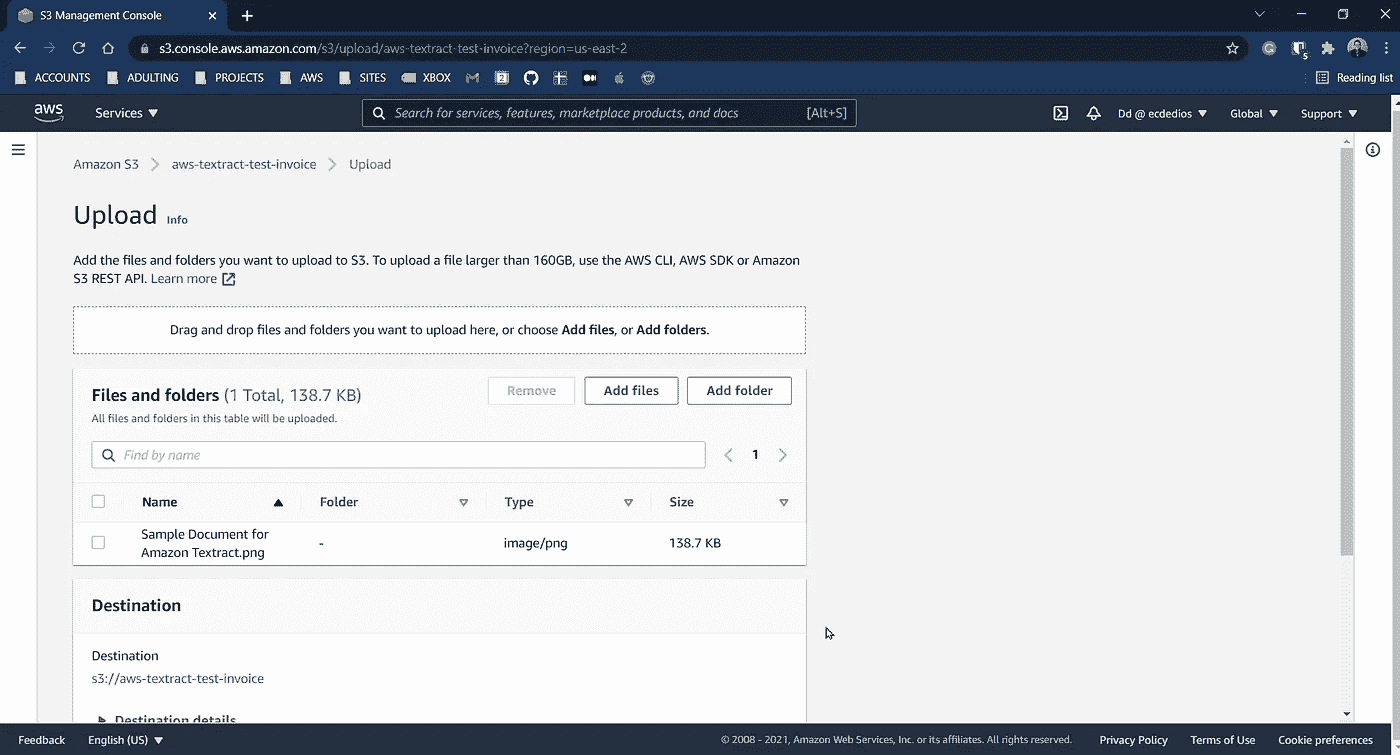 S3 Management Console
s3.console.aws.amazon.com/s3/upload/aws-textract-test-invoice?region=us-east-2
ACCOUNTS ADULTING PROJECTS AWS SITES XBOX Reading list
aws Services Search for services, features, marketplace products, and docs [Alt+S] Dd @ ecdedios Global Support
Amazon S3 aws-textract-test-invoice Upload
Upload Info
Add the files and folders you want to upload to S3. To upload a file larger than 160GB, use the AWS CLI, AWS SDK or Amazon
S3 REST API. Learn more
Drag and drop files and folders you want to upload here, or choose Add files, or Add folders.
Files and folders (1 Total, 138.7 KB) Remove Add files Add folder
All files and folders in this table will be uploaded.
Find by name 1
Name Folder Type Size
Sample Document for
Amazon Textract.png - image/png 138.7 KB
Destination
Destination
s3://aws-textract-test-invoice
Destination details
Feedback English (US) © 2008 - 2021, Amazon Web Services, Inc. or its affiliates. All rights reserved. Privacy Policy Terms of Use Cookie preferences